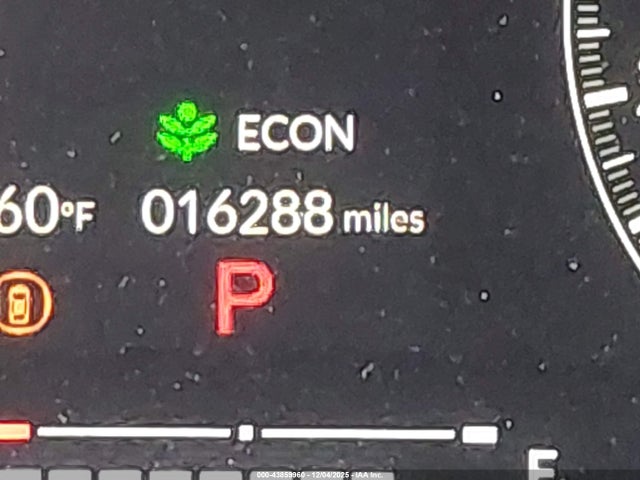 ECON
60°F 016288 miles
P
F
000-43859960 - 12/04/2025 - IAA Inc.